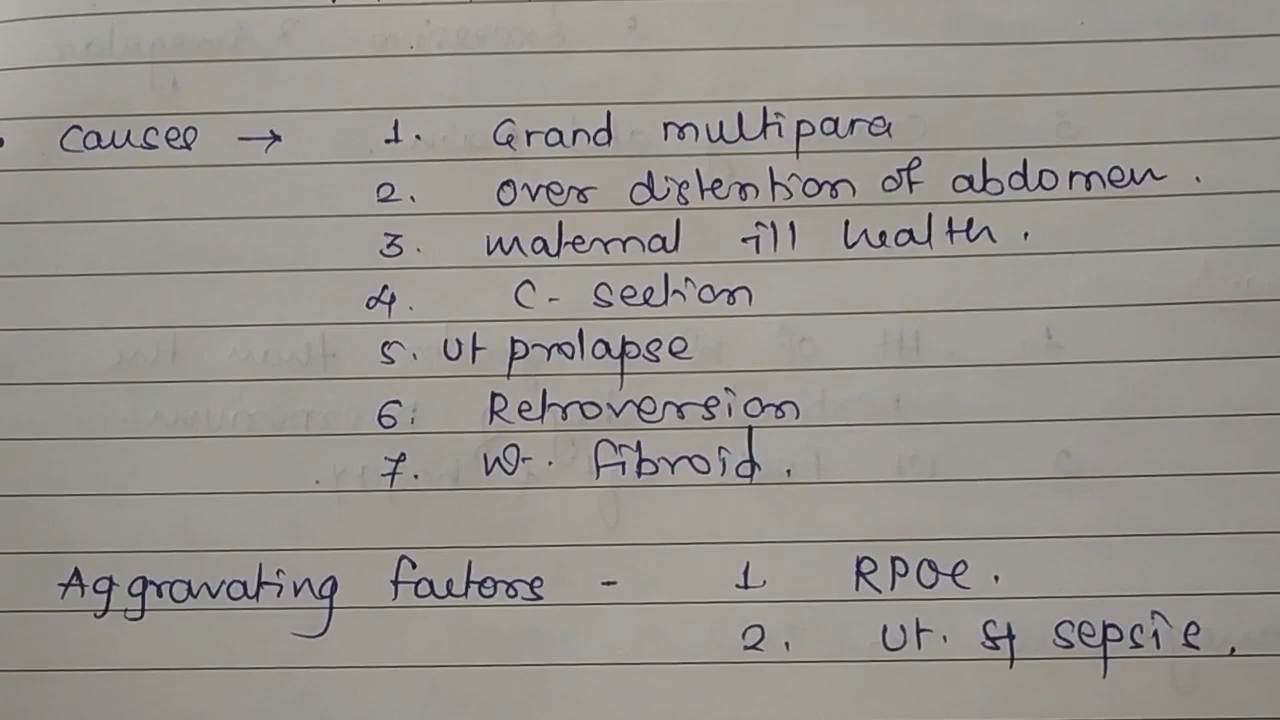 Causes → 1. Grand multipara
2. over distention of abdomen.
3. maternal ill health.
4. C-section
5. Ut prolapse
6. Retroversion
7. Ut. fibroid.
Aggravating factors - 1 RPOC.
2. Ut. sepsis.